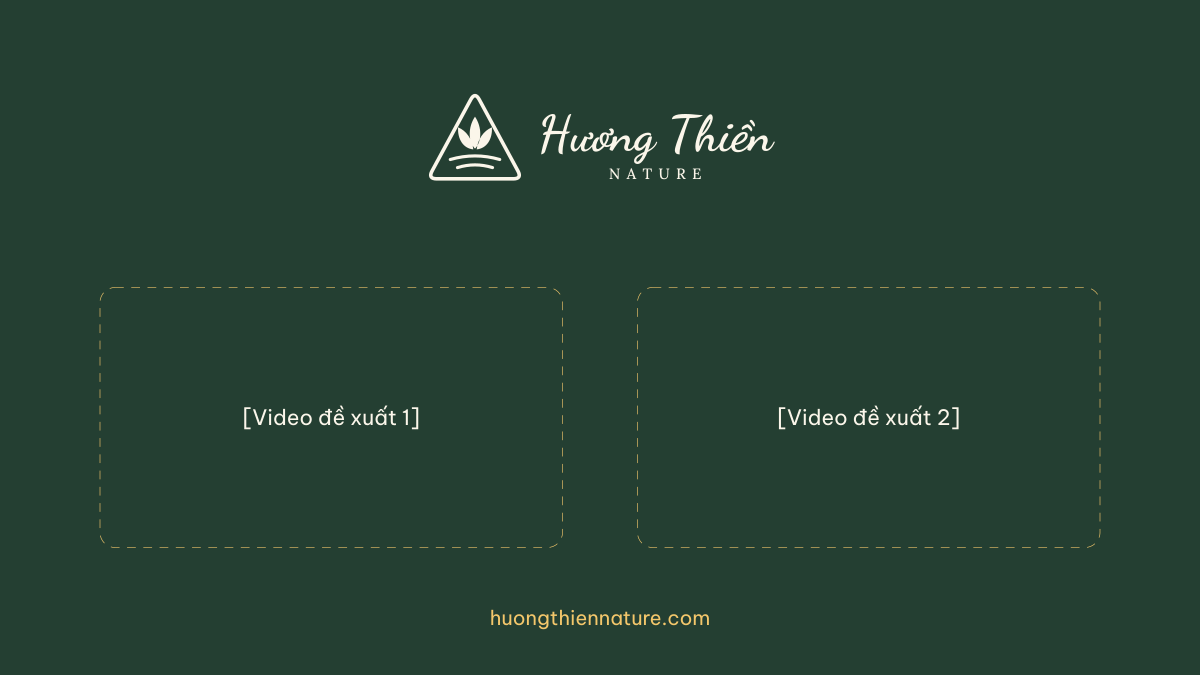 Hương Thiền
NATURE
[Video đề xuất 1]
[Video đề xuất 2]
huongthiennature.com